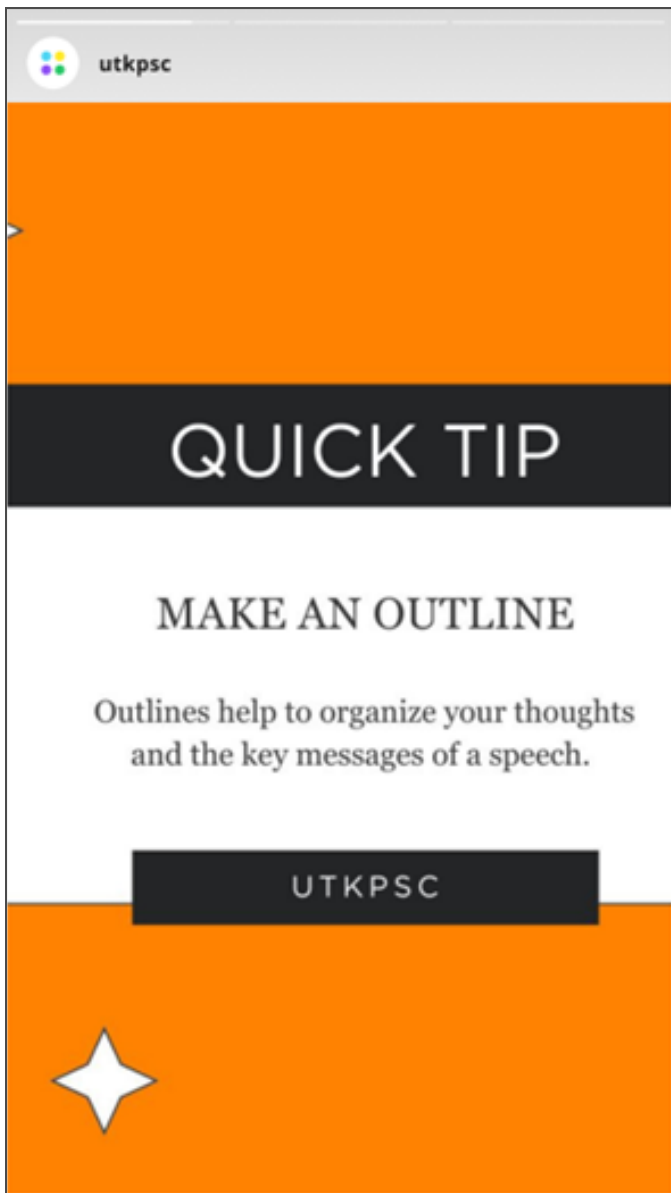 utkpsc
QUICK TIP
MAKE AN OUTLINE
Outlines help to organize your thoughts
and the key messages of a speech.
UTKPSC